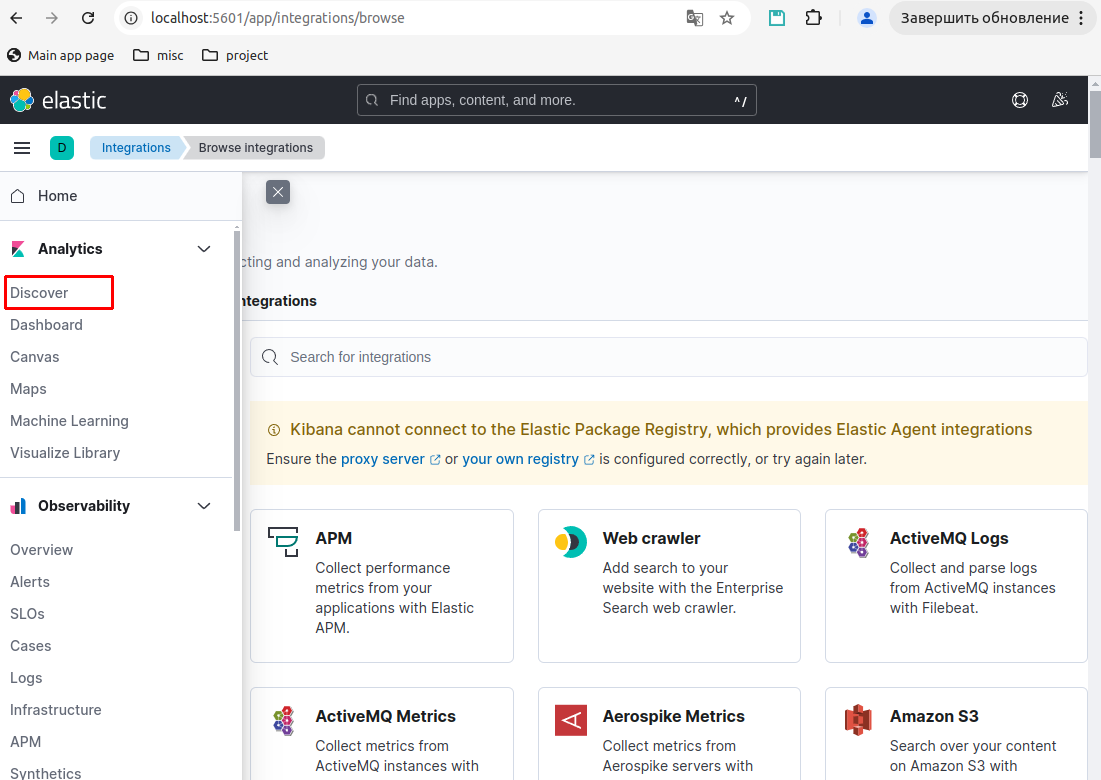 localhost:5601/app/integrations/browse
Завершить обновление
Main app page
misc
project
elastic
Find apps, content, and more.
^/
D
Integrations
Browse integrations
Home
Analytics
Discover
Dashboard
Canvas
Maps
Machine Learning
Visualize Library
Observability
Overview
Alerts
SLOs
Cases
Logs
Infrastructure
APM
Synthetics
cting and analyzing your data.
ntegrations
Search for integrations
Kibana cannot connect to the Elastic Package Registry, which provides Elastic Agent integrations
Ensure the proxy server or your own registry is configured correctly, or try again later.
APM
Collect performance
metrics from your
applications with Elastic
APM.
Web crawler
Add search to your
website with the Enterprise
Search web crawler.
ActiveMQ Logs
Collect and parse logs
from ActiveMQ instances
with Filebeat.
ActiveMQ Metrics
Collect metrics from
ActiveMQ instances with
Aerospike Metrics
Collect metrics from
Aerospike servers with
Amazon S3
Search over your content
on Amazon S3 with